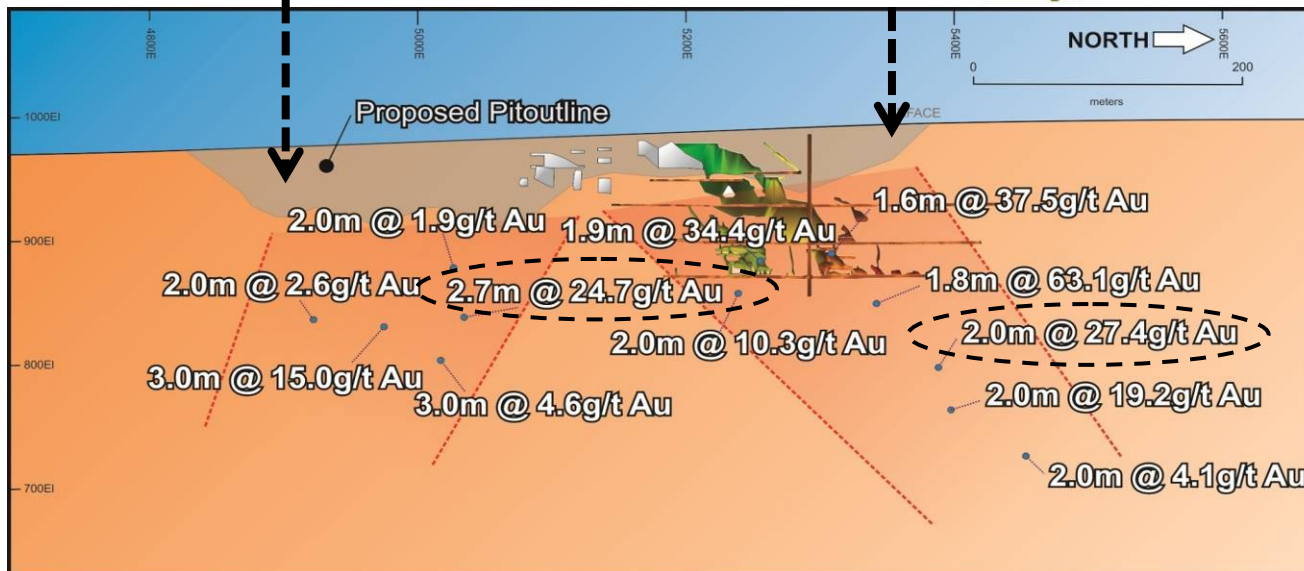 4800E
5000E
5200E
5400E
5600E
NORTH
0
200
meters
1000El
FACE
Proposed Pitoutline
2.0m @ 1.9g/t Au
1.9m @ 34.4g/t Au
1.6m @ 37.5g/t Au
900El
2.0m @ 2.6g/t Au
2.7m @ 24.7g/t Au
1.8m @ 63.1g/t Au
2.0m @ 10.3g/t Au
2.0m @ 27.4g/t Au
800El
3.0m @ 15.0g/t Au
3.0m @ 4.6g/t Au
2.0m @ 19.2g/t Au
2.0m @ 4.1g/t Au
700El